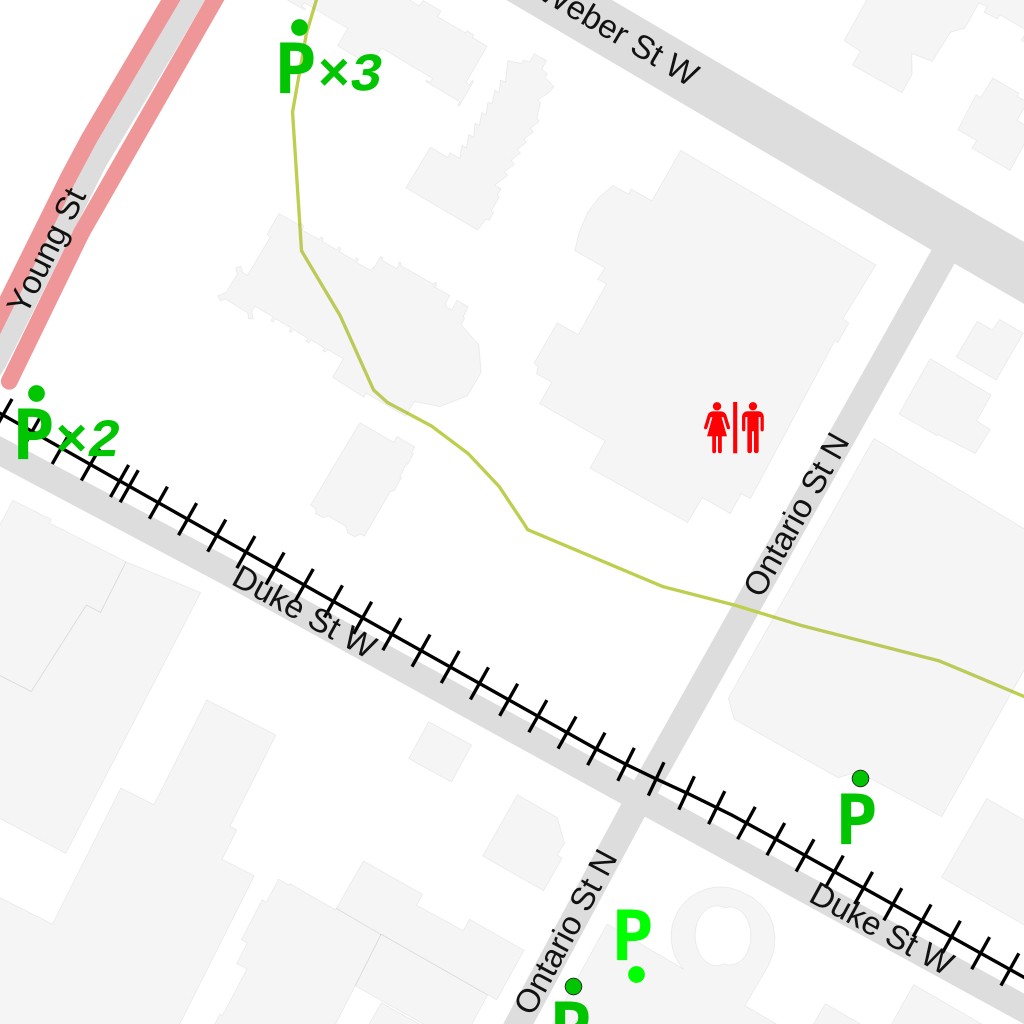 Weber St W
P×3
Young St
P×2
Ontario St N
Duke St W
P
Duke St W
Ontario St N
P
P